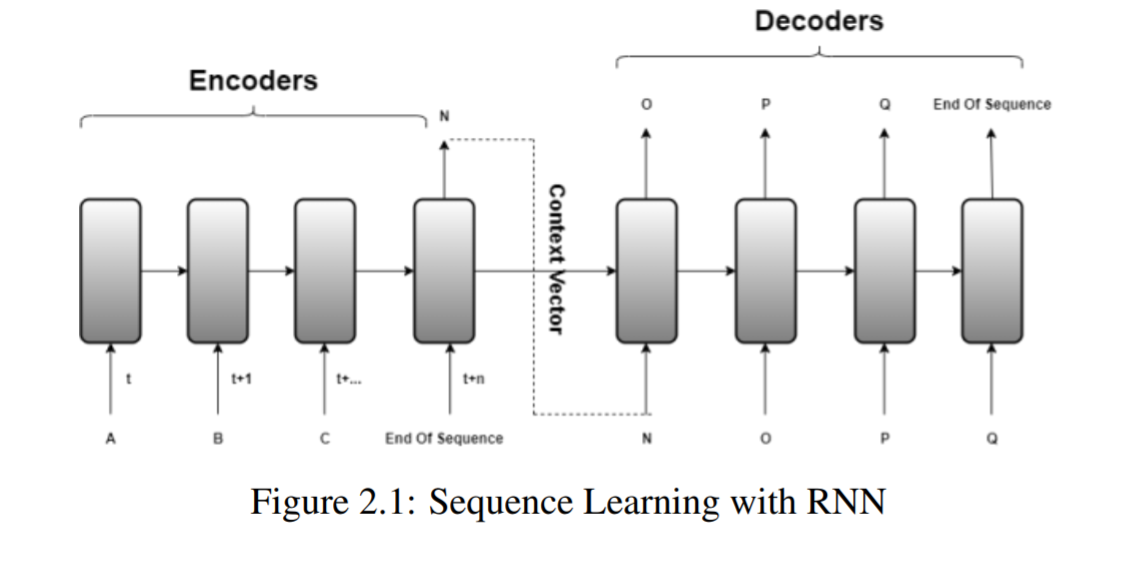 Decoders
Encoders
N
O P Q End Of Sequence
Context Vector
t t+1 t+... t+n
A B C End Of Sequence N O P Q
Figure 2.1: Sequence Learning with RNN